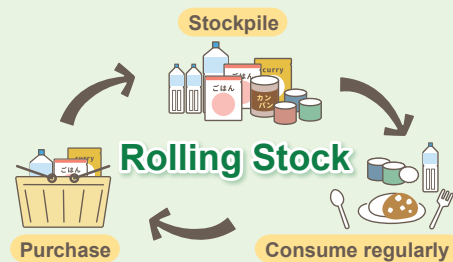 Stockpile
curry
ごはん
ごはん
カン
パン
Rolling Stock
curry
ごはん
Purchase
Consume regularly